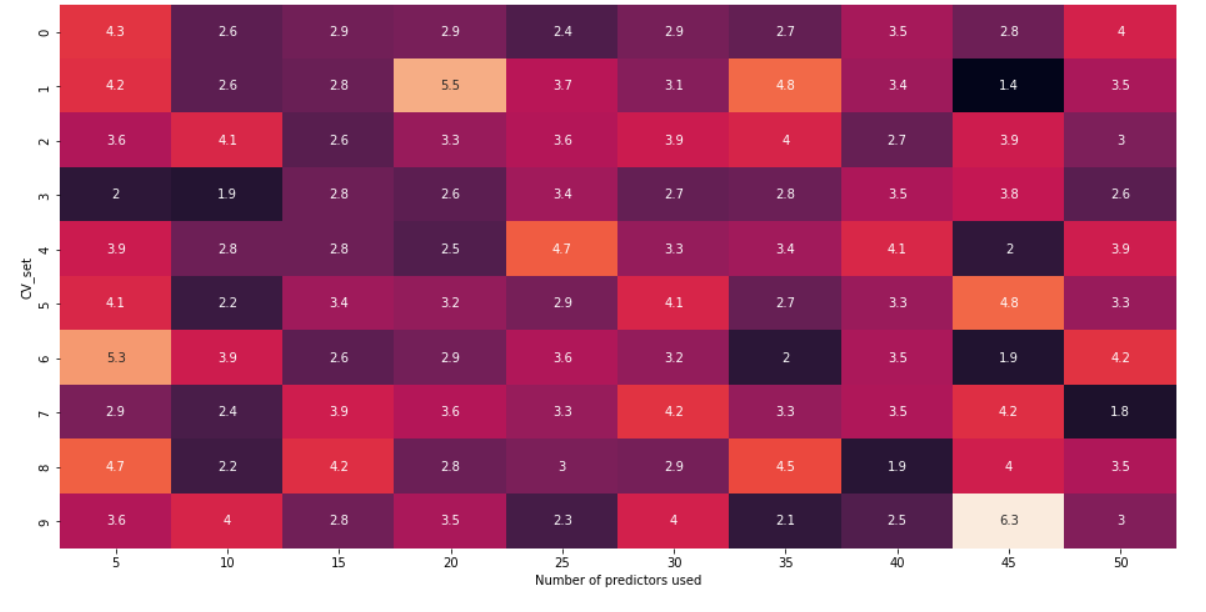 0 4.3 2.6 2.9 2.9 2.4 2.9 2.7 3.5 2.8 4
1 4.2 2.6 2.8 5.5 3.7 3.1 4.8 3.4 1.4 3.5
2 3.6 4.1 2.6 3.3 3.6 3.9 4 2.7 3.9 3
3 2 1.9 2.8 2.6 3.4 2.7 2.8 3.5 3.8 2.6
4 3.9 2.8 2.8 2.5 4.7 3.3 3.4 4.1 2 3.9
CV_set
5 4.1 2.2 3.4 3.2 2.9 4.1 2.7 3.3 4.8 3.3
6 5.3 3.9 2.6 2.9 3.6 3.2 2 3.5 1.9 4.2
7 2.9 2.4 3.9 3.6 3.3 4.2 3.3 3.5 4.2 1.8
8 4.7 2.2 4.2 2.8 3 2.9 4.5 1.9 4 3.5
9 3.6 4 2.8 3.5 2.3 4 2.1 2.5 6.3 3
5 10 15 20 25 30 35 40 45 50
Number of predictors used